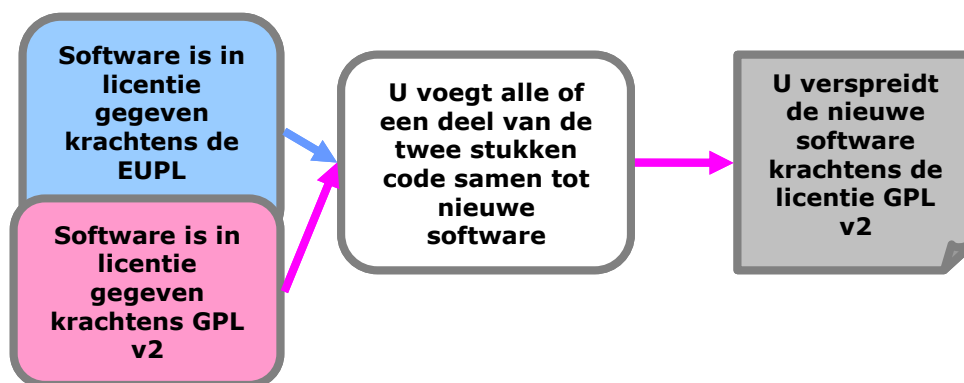 Software is in
licentie
gegeven
krachtens de
EUPL
Software is in
licentie
gegeven
krachtens GPL
v2
U voegt alle of
een deel van de
twee stukken
code samen tot
nieuwe
software
U verspreidt
de nieuwe
software
krachtens de
licentie GPL
v2